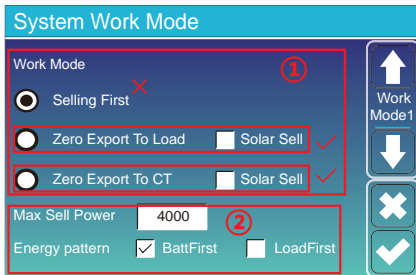 System Work Mode
Work Mode
①
Selling First
Zero Export To Load Solar Sell
Zero Export To CT Solar Sell
Max Sell Power 4000
②
Energy pattern BattFirst LoadFirst
Work
Mode1